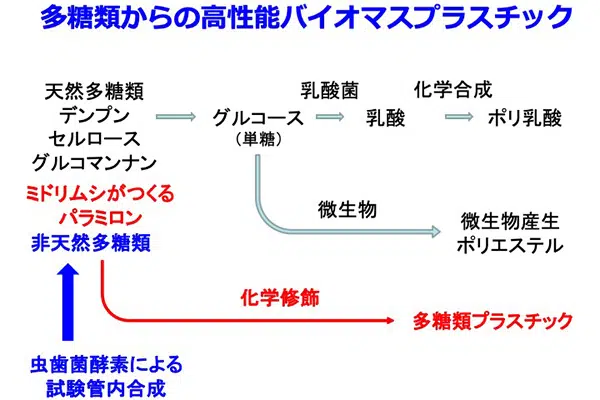 多糖類からの高性能バイオマスプラスチック
天然多糖類
デンプン
セルロース
グルコマンナン
ミドリムシがつくる
パラミロン
非天然多糖類
グルコース
(単糖)
乳酸菌
乳酸
化学合成
ポリ乳酸
微生物
微生物産生
ポリエステル
化学修飾
多糖類プラスチック
虫歯菌酵素による
試験管内合成